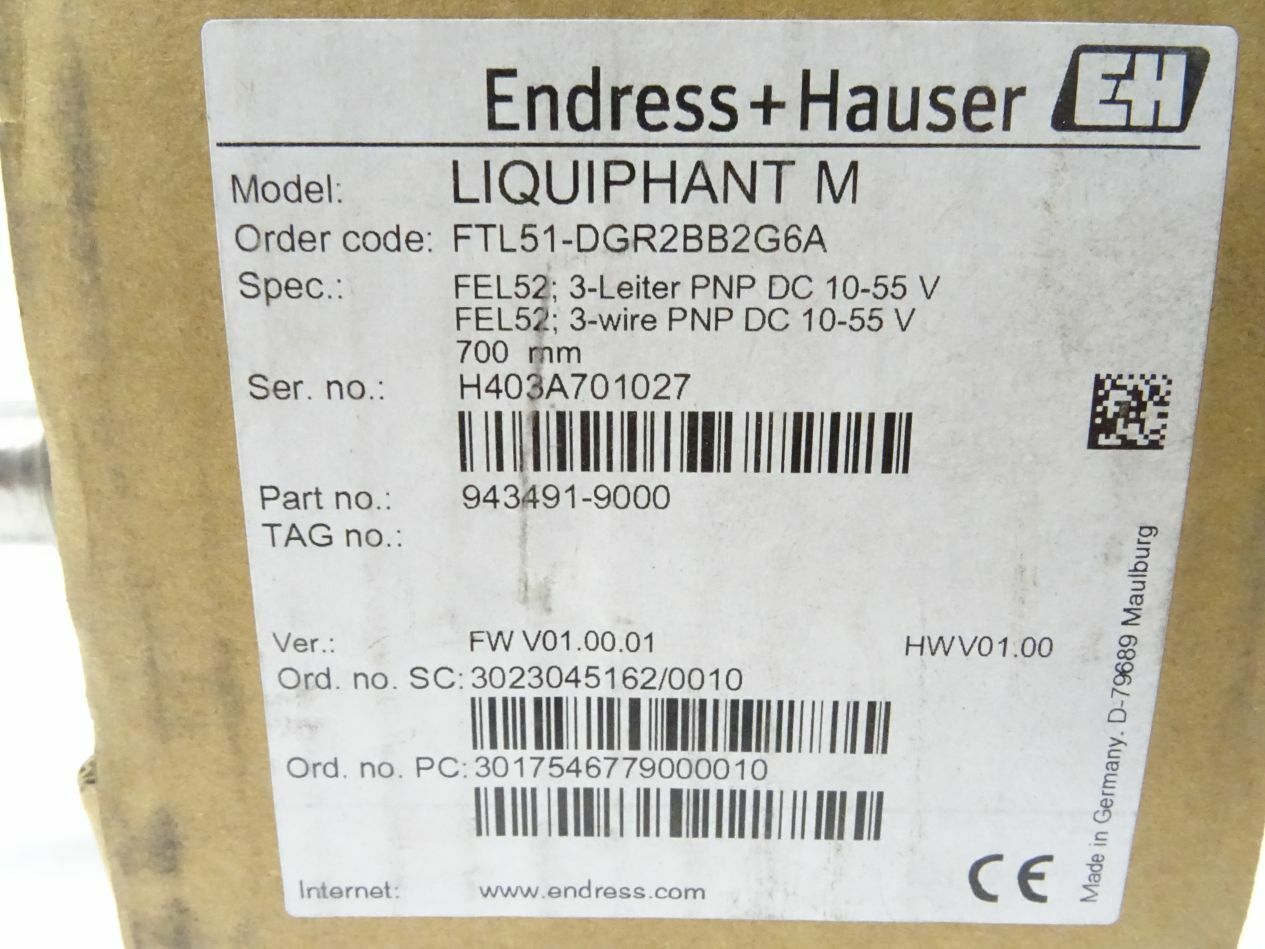 Endress+Hauser EH
Model: LIQUIPHANT M
Order code: FTL51-DGR2BB2G6A
Spec.: FEL52; 3-Leiter PNP DC 10-55 V
FEL52; 3-wire PNP DC 10-55 V
700 mm
Ser. no.: H403A701027
Part no.: 943491-9000
TAG no.:
Ver.: FW V01.00.01 HW V01.00
Ord. no. SC: 3023045162/0010
Ord. no. PC: 3017546779000010
Internet: www.endress.com
CE
Made in Germany. D-79689 Maulburg